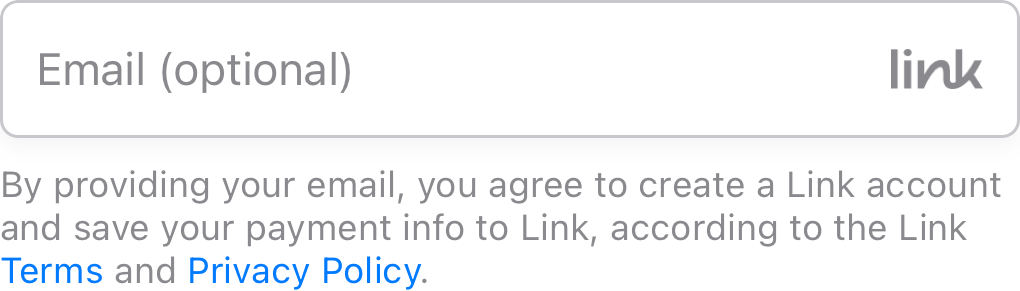 Email (optional) link
By providing your email, you agree to create a Link account
and save your payment info to Link, according to the Link
Terms and Privacy Policy.